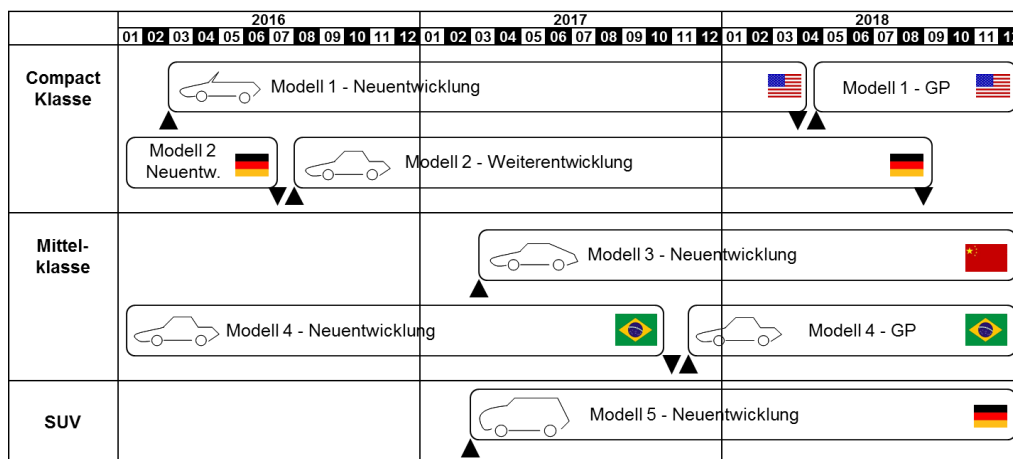 2016 2017 2018
01 02 03 04 05 06 07 08 09 10 11 12 01 02 03 04 05 06 07 08 09 10 11 12 01 02 03 04 05 06 07 08 09 10 11
Compact
Klasse
Modell 1 - Neuentwicklung
Modell 1 - GP
Modell 2
Neuentw.
Modell 2 - Weiterentwicklung
Mittel-
klasse
Modell 3 - Neuentwicklung
Modell 4 - Neuentwicklung
Modell 4 - GP
SUV
Modell 5 - Neuentwicklung